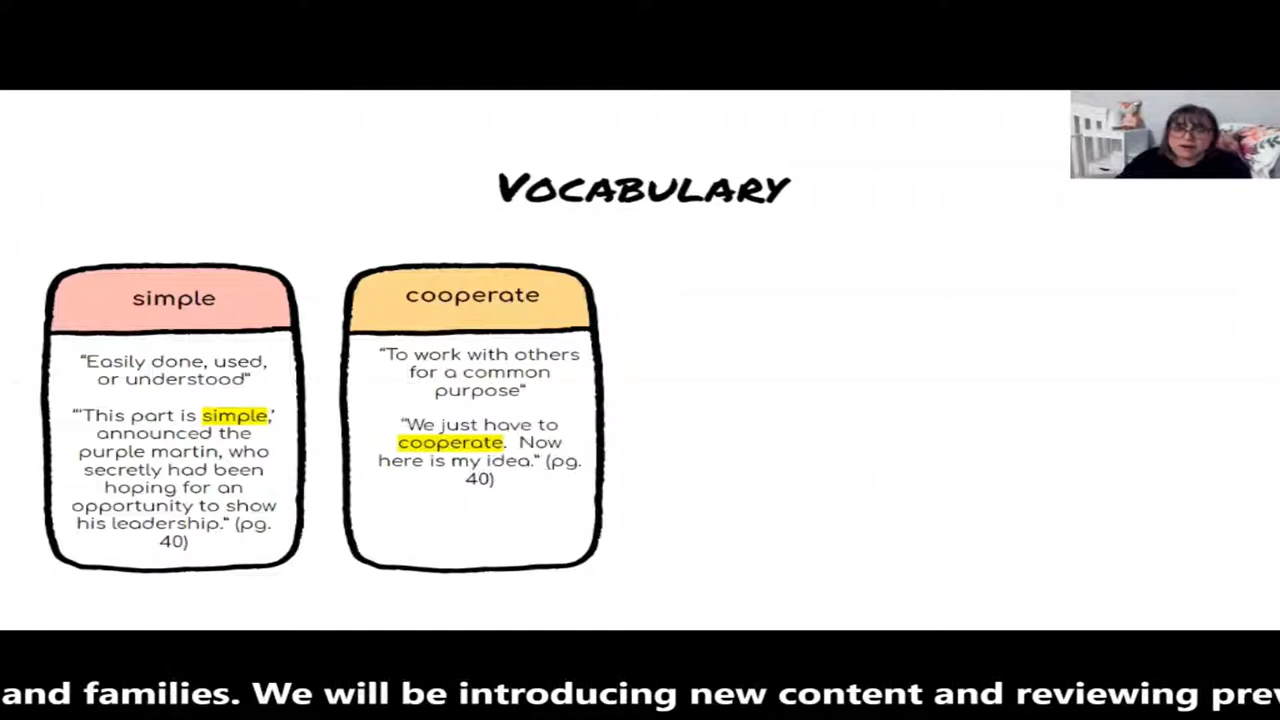 VOCABULARY
simple
"Easily done, used,
or understood"
"'This part is simple,'
announced the
purple martin, who
secretly had been
hoping for an
opportunity to show
his leadership." (pg.
40)
cooperate
"To work with others
for a common
purpose"
"We just have to
cooperate. Now
here is my idea." (pg.
40)
and families. We will be introducing new content and reviewing prev